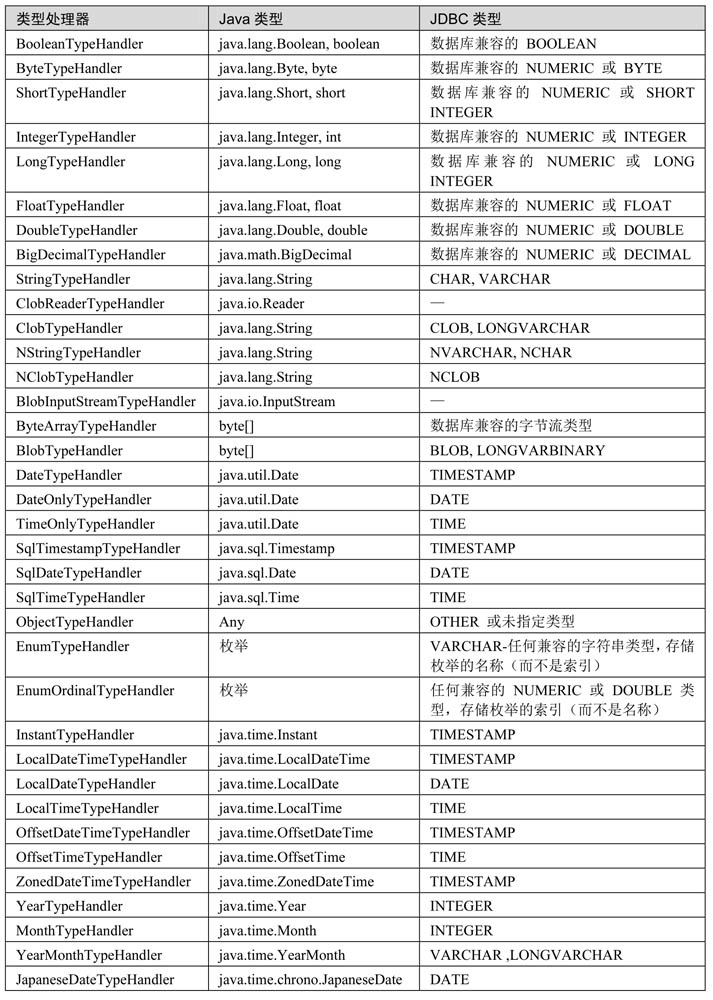 类型处理器 Java 类型 JDBC 类型
BooleanTypeHandler java.lang.Boolean, boolean 数据库兼容的 BOOLEAN
ByteTypeHandler java.lang.Byte, byte 数据库兼容的 NUMERIC 或 BYTE
ShortTypeHandler java.lang.Short, short 数据库兼容的 NUMERIC 或 SHORT
INTEGER
IntegerTypeHandler java.lang.Integer, int 数据库兼容的 NUMERIC 或 INTEGER
LongTypeHandler java.lang.Long, long 数据库兼容的 NUMERIC 或 LONG
INTEGER
FloatTypeHandler java.lang.Float, float 数据库兼容的 NUMERIC 或 FLOAT
DoubleTypeHandler java.lang.Double, double 数据库兼容的 NUMERIC 或 DOUBLE
BigDecimalTypeHandler java.math.BigDecimal 数据库兼容的 NUMERIC 或 DECIMAL
StringTypeHandler java.lang.String CHAR, VARCHAR
ClobReaderTypeHandler java.io.Reader —
ClobTypeHandler java.lang.String CLOB, LONGVARCHAR
NStringTypeHandler java.lang.String NVARCHAR, NCHAR
NClobTypeHandler java.lang.String NCLOB
BlobInputStreamTypeHandler java.io.InputStream —
ByteArrayTypeHandler byte[] 数据库兼容的字节流类型
BlobTypeHandler byte[] BLOB, LONGVARBINARY
DateTypeHandler java.util.Date TIMESTAMP
DateOnlyTypeHandler java.util.Date DATE
TimeOnlyTypeHandler java.util.Date TIME
SqlTimestampTypeHandler java.sql.Timestamp TIMESTAMP
SqlDateTypeHandler java.sql.Date DATE
SqlTimeTypeHandler java.sql.Time TIME
ObjectTypeHandler Any OTHER 或未指定类型
EnumTypeHandler 枚举 VARCHAR-任何兼容的字符串类型，存储
枚举的名称（而不是索引）
EnumOrdinalTypeHandler 枚举 任何兼容的 NUMERIC 或 DOUBLE 类
型，存储枚举的索引（而不是名称）
InstantTypeHandler java.time.Instant TIMESTAMP
LocalDateTimeTypeHandler java.time.LocalDateTime TIMESTAMP
LocalDateTypeHandler java.time.LocalDate DATE
LocalTimeTypeHandler java.time.LocalTime TIME
OffsetDateTimeTypeHandler java.time.OffsetDateTime TIMESTAMP
OffsetTimeTypeHandler java.time.OffsetTime TIME
ZonedDateTimeTypeHandler java.time.ZonedDateTime TIMESTAMP
YearTypeHandler java.time.Year INTEGER
MonthTypeHandler java.time.Month INTEGER
YearMonthTypeHandler java.time.YearMonth VARCHAR ,LONGVARCHAR
JapaneseDateTypeHandler java.time.chrono.JapaneseDate DATE